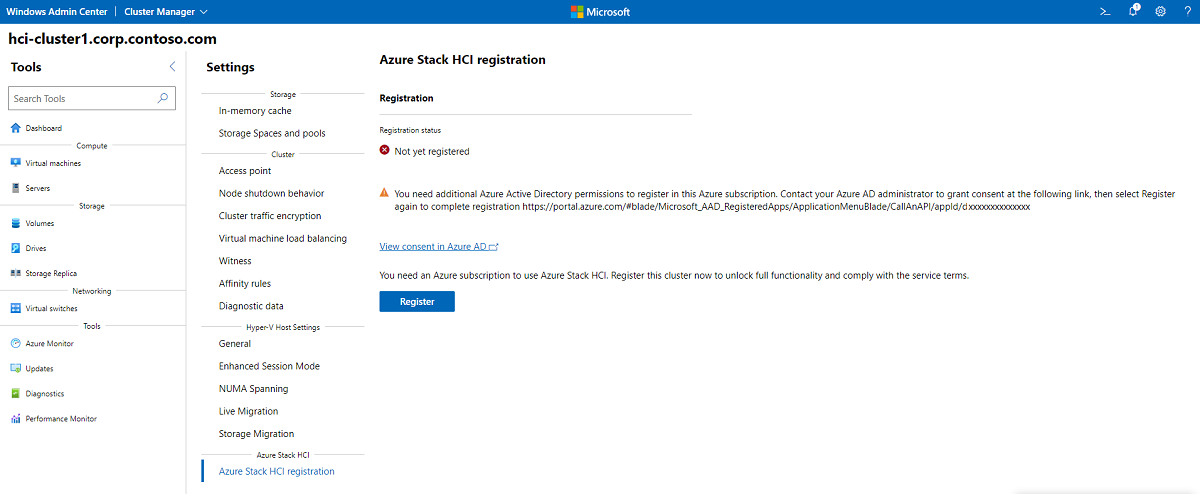 Windows Admin Center | Cluster Manager
Microsoft
1
?
hci-cluster1.corp.contoso.com
Tools
Search Tools
Dashboard
Compute
Virtual machines
Servers
Storage
Volumes
Drives
Storage Replica
Networking
Virtual switches
Tools
Azure Monitor
Updates
Diagnostics
Performance Monitor
Settings
Storage
In-memory cache
Storage Spaces and pools
Cluster
Access point
Node shutdown behavior
Cluster traffic encryption
Virtual machine load balancing
Witness
Affinity rules
Diagnostic data
Hyper-V Host Settings
General
Enhanced Session Mode
NUMA Spanning
Live Migration
Storage Migration
Azure Stack HCI
Azure Stack HCI registration
Azure Stack HCI registration
Registration
Registration status
Not yet registered
You need additional Azure Active Directory permissions to register in this Azure subscription. Contact your Azure AD administrator to grant consent at the following link, then select Register
again to complete registration https://portal.azure.com/#blade/Microsoft_AAD_RegisteredApps/ApplicationMenuBlade/CallAnAPI/appId/d:xxxxxxxxxxxxxx
View consent in Azure AD
You need an Azure subscription to use Azure Stack HCI. Register this cluster now to unlock full functionality and comply with the service terms.
Register